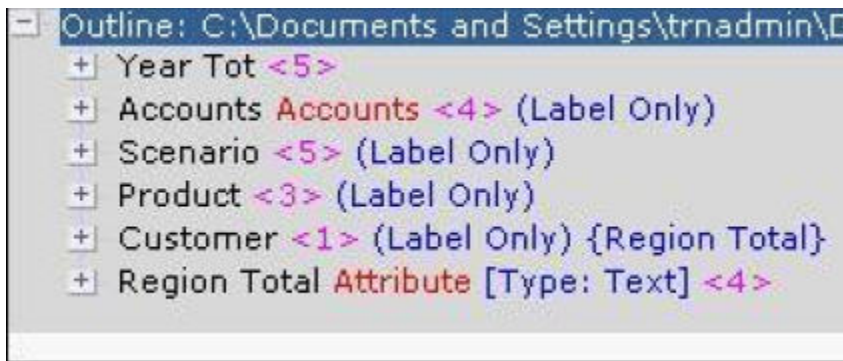 Outline: C:\Documents and Settings\trnadmin\D
Year Tot <5>
Accounts Accounts <4> (Label Only)
Scenario <5> (Label Only)
Product <3> (Label Only)
Customer <1> (Label Only) {Region Total}
Region Total Attribute [Type: Text] <4>